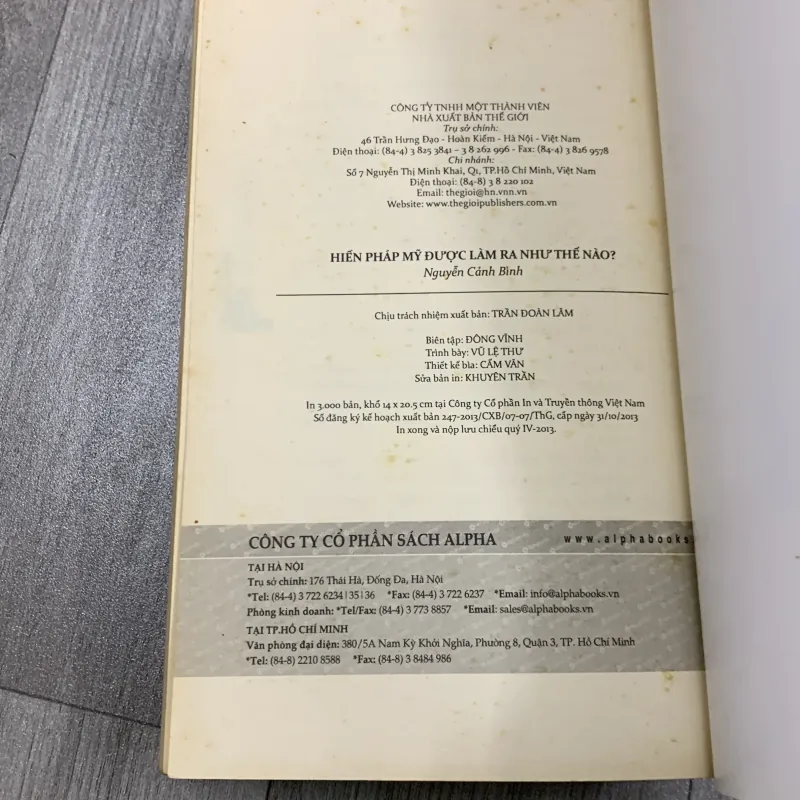 CÔNG TY TNHH MỘT THÀNH VIÊN
NHÀ XUẤT BẢN THẾ GIỚI
Trụ sở chính:
46 Trần Hưng Đạo - Hoàn Kiếm - Hà Nội - Việt Nam
Điện thoại: (84-4) 3 825 3841 – 3 8 262 996 - Fax: (84-4) 3 826 9578
Chi nhánh:
Số 7 Nguyễn Thị Minh Khai, Q1, TP.Hồ Chí Minh, Việt Nam
Điện thoại: (84-8) 3 8 220 102
Email: thegioi@hn.vnn.vn
Website: www.thegioipublishers.com.vn
HIẾN PHÁP MỸ ĐƯỢC LÀM RA NHƯ THẾ NÀO?
Nguyễn Cảnh Bình
Chịu trách nhiệm xuất bản: TRẦN ĐOÀN LÂM
Biên tập: ĐÔNG VĨNH
Trình bày: VŨ LỆ THƯ
Thiết kế bìa: CẨM VÂN
Sửa bản in: KHUYÊN TRẦN
In 3.000 bản, khổ 14 x 20.5 cm tại Công ty Cổ phần In và Truyền thông Việt Nam
Số đăng ký kế hoạch xuất bản 247-2013/CXB/07-07/ThG, cấp ngày 31/10/2013
In xong và nộp lưu chiểu quý IV-2013.
CÔNG TY CỔ PHẦN SÁCH ALPHA www.alphabooks
TẠI HÀ NỘI
Trụ sở chính: 176 Thái Hà, Đống Đa, Hà Nội
*Tel: (84-4) 3 722 6234|35|36 *Fax: (84-4) 3 722 6237 *Email: info@alphabooks.vn
Phòng kinh doanh: *Tel/Fax: (84-4) 3 773 8857 *Email: sales@alphabooks.vn
TẠI TP.HỒ CHÍ MINH
Văn phòng đại diện: 380/5A Nam Kỳ Khởi Nghĩa, Phường 8, Quận 3, TP. Hồ Chí Minh
*Tel: (84-8) 2210 8588 *Fax: (84-8) 3 8484 986